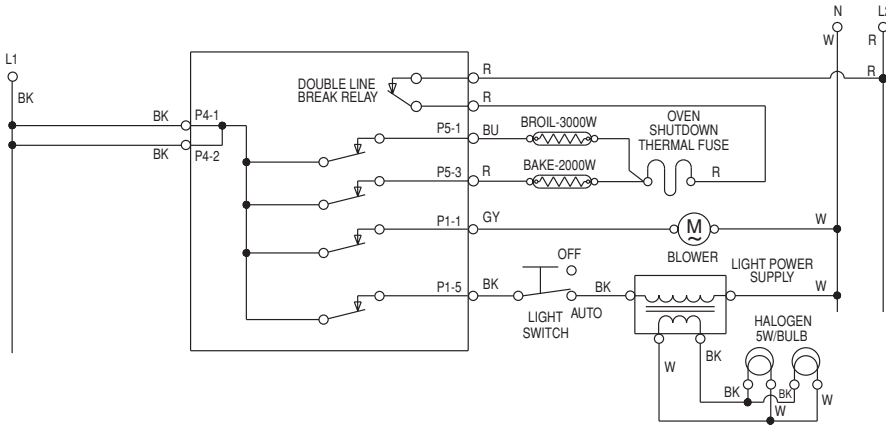 N
L2
W
R
L1
R
R
BK
DOUBLE LINE
BREAK RELAY
R
OVEN
SHUTDOWN
THERMAL FUSE
BK
P4-1
P5-1
BU
BROIL-3000W
BK
P4-2
BAKE-2000W
P5-3
R
R
P1-1
GY
M
~
W
BLOWER
OFF
LIGHT POWER
SUPPLY
P1-5
BK
BK
W
LIGHT
SWITCH
AUTO
HALOGEN
5W/BULB
W
BK
BK
BK
W
W